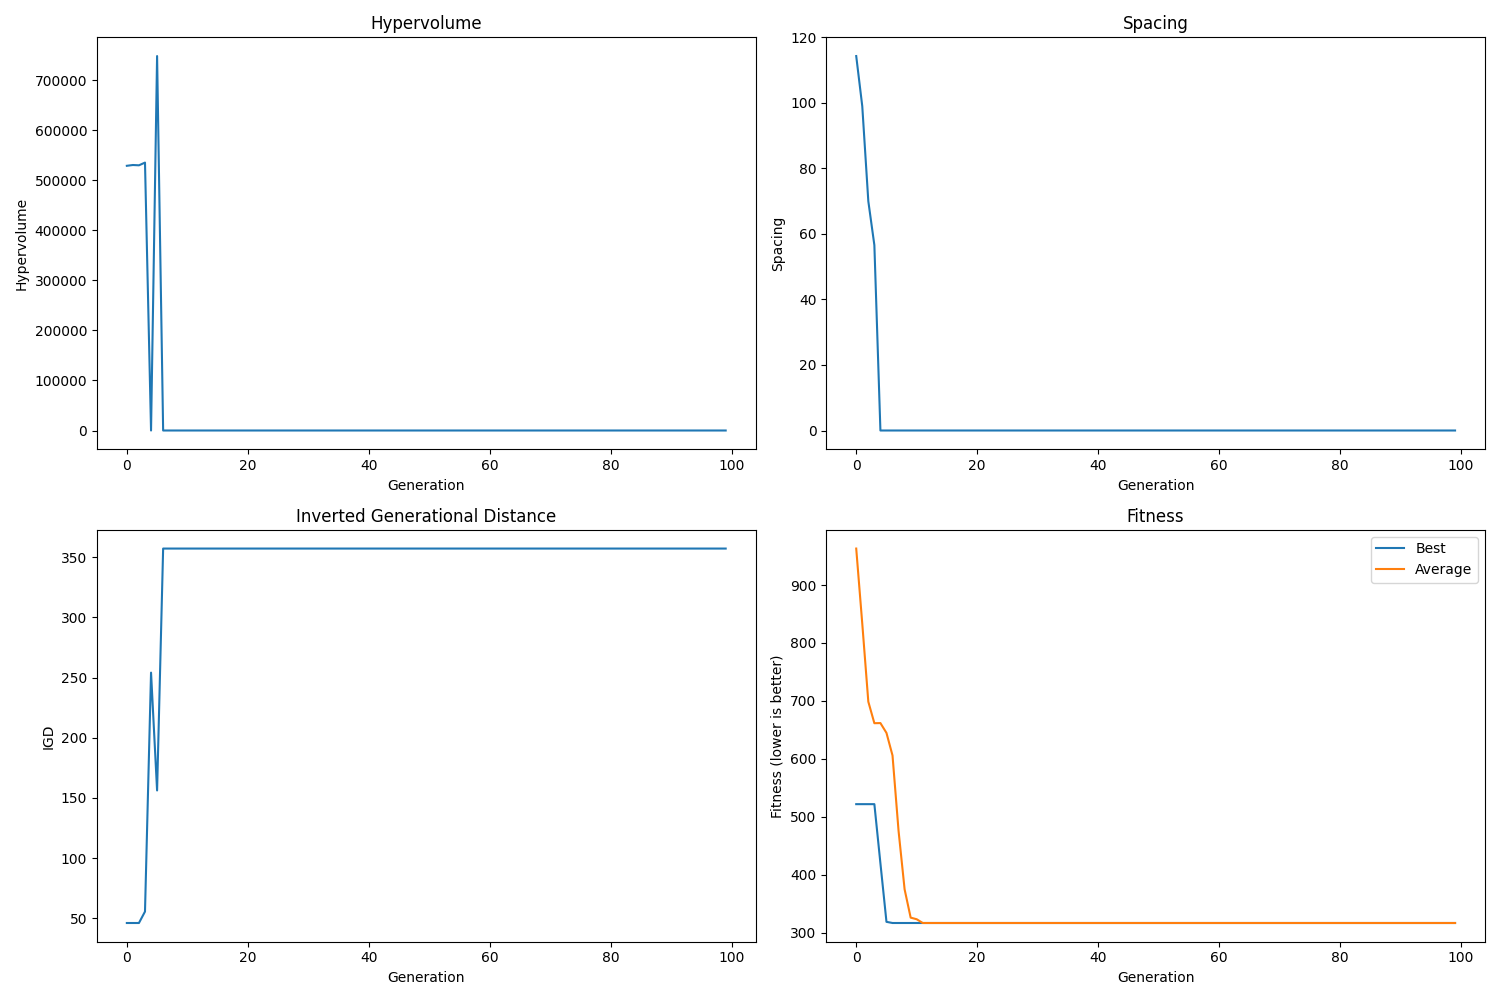 Hypervolume
700000
600000
500000
400000
300000
200000
100000
0
Hypervolume
0 20 40 60 80 100
Generation
Spacing
120
100
80
60
40
20
0
Spacing
0 20 40 60 80 100
Generation
Inverted Generational Distance
350
300
250
200
150
100
50
IGD
0 20 40 60 80 100
Generation
Fitness
Best
Average
900
800
700
600
500
400
300
Fitness (lower is better)
0 20 40 60 80 100
Generation